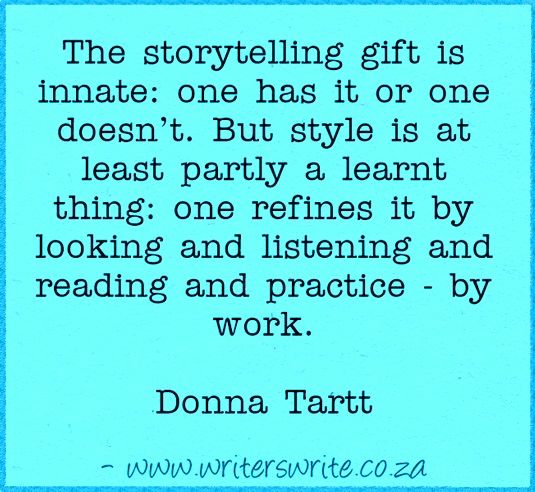 The storytelling gift is
innate: one has it or one
doesn't. But style is at
least partly a learnt
thing: one refines it by
looking and listening and
reading and practice - by
work.
Donna Tartt
- www.writerswrite.co.za